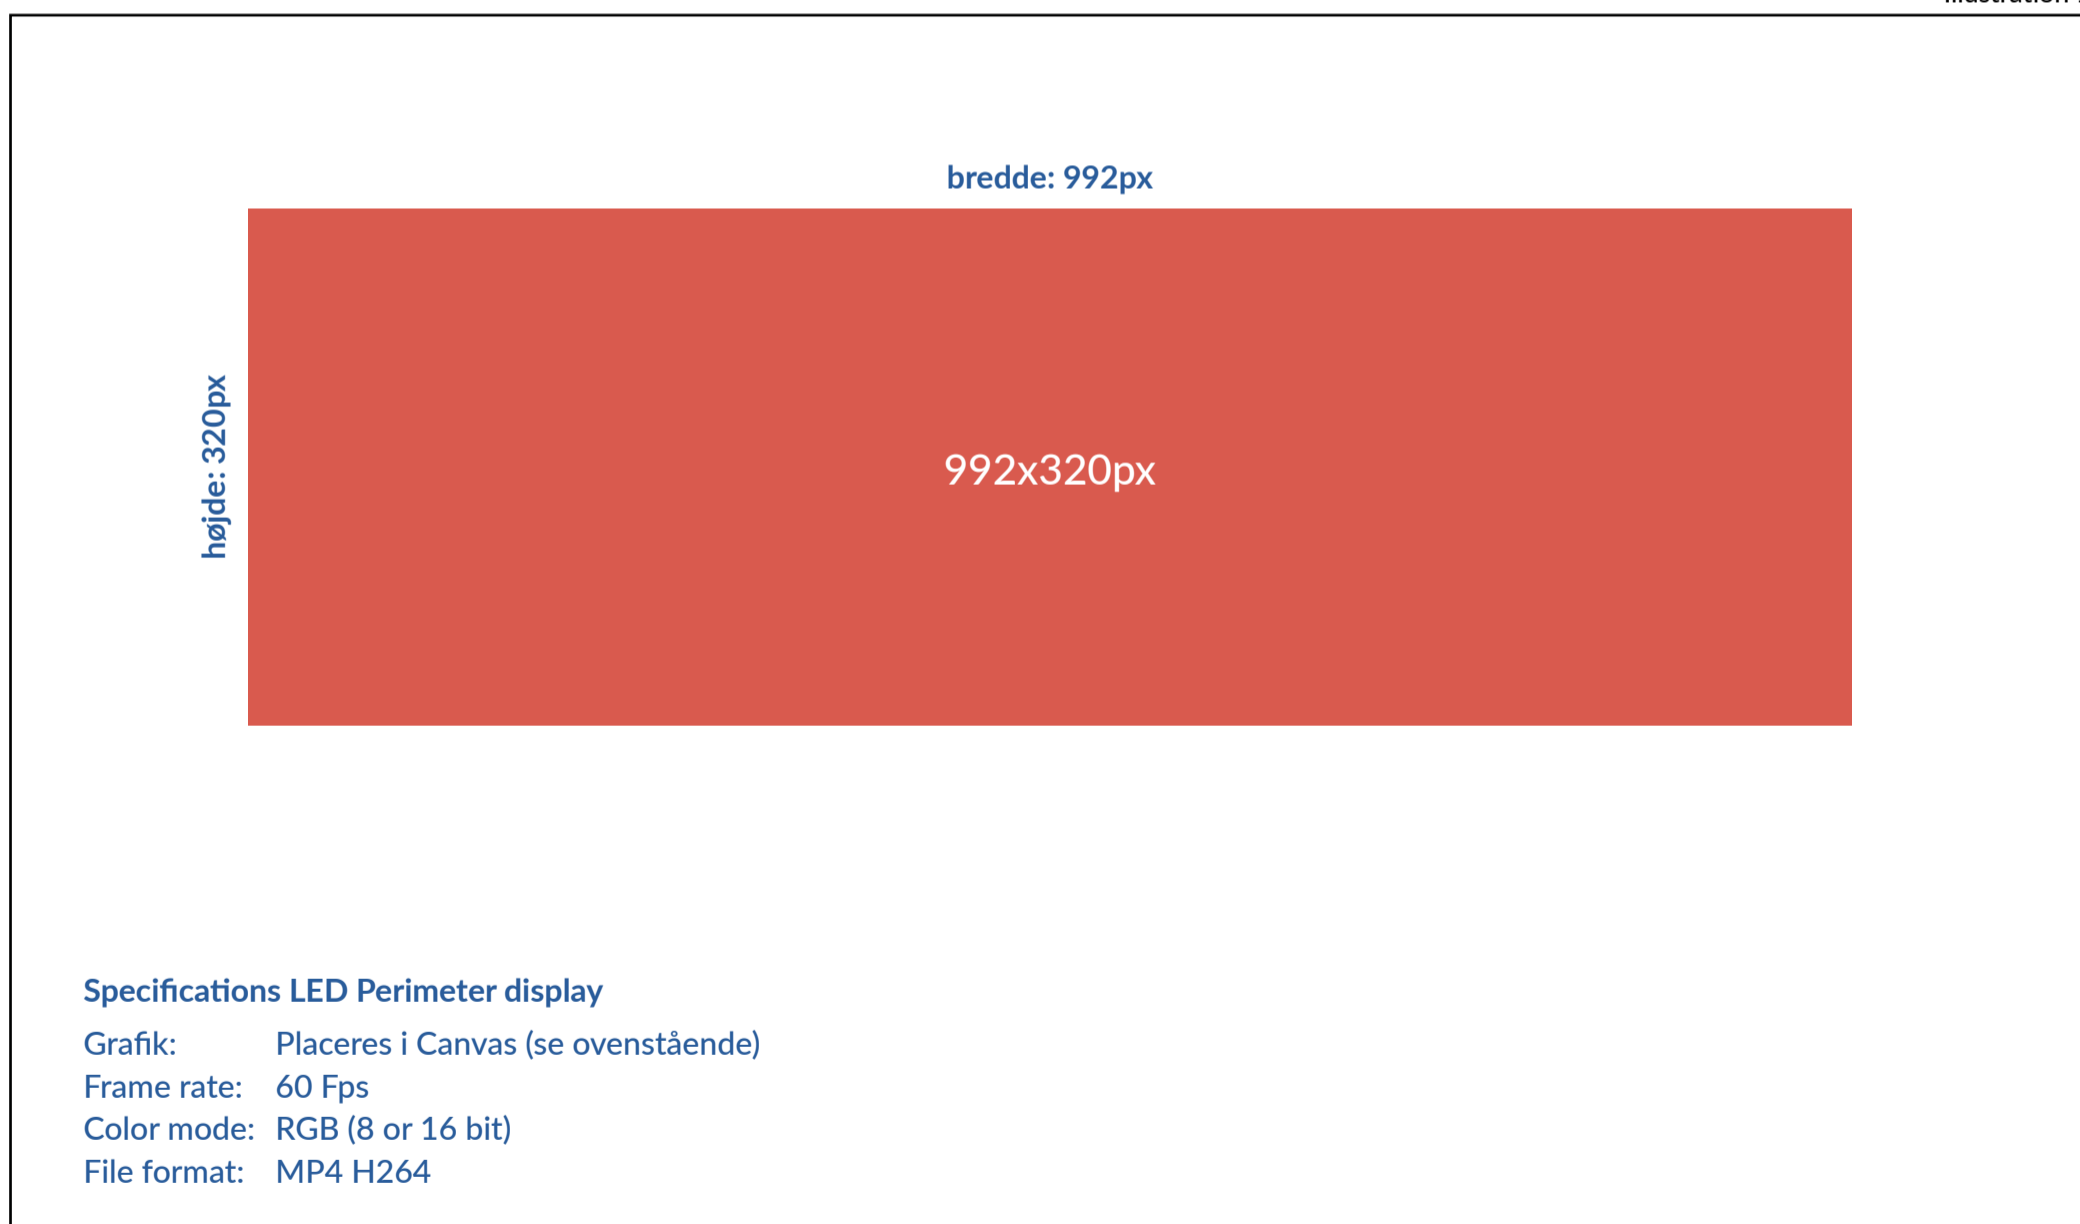 bredde: 992px
højde: 320px
992x320px
Specifications LED Perimeter display
Grafik: Placeres i Canvas (se ovenstående)
Frame rate: 60 Fps
Color mode: RGB (8 or 16 bit)
File format: MP4 H264